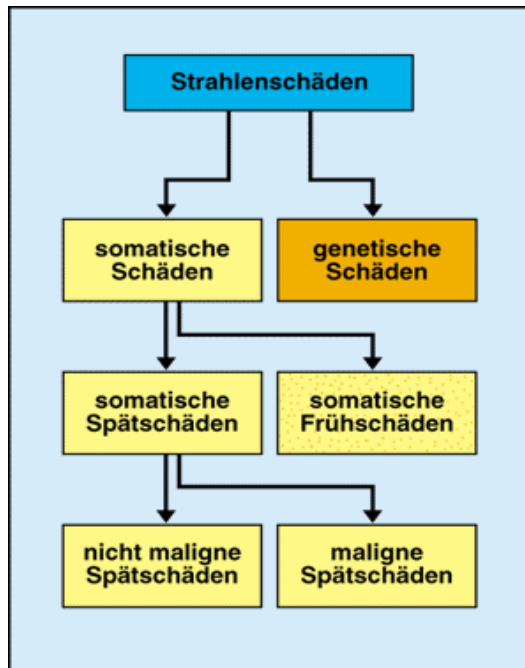 Strahlenschäden
somatische
Schäden
genetische
Schäden
somatische
Spätschäden
somatische
Frühschäden
nicht maligne
Spätschäden
maligne
Spätschäden